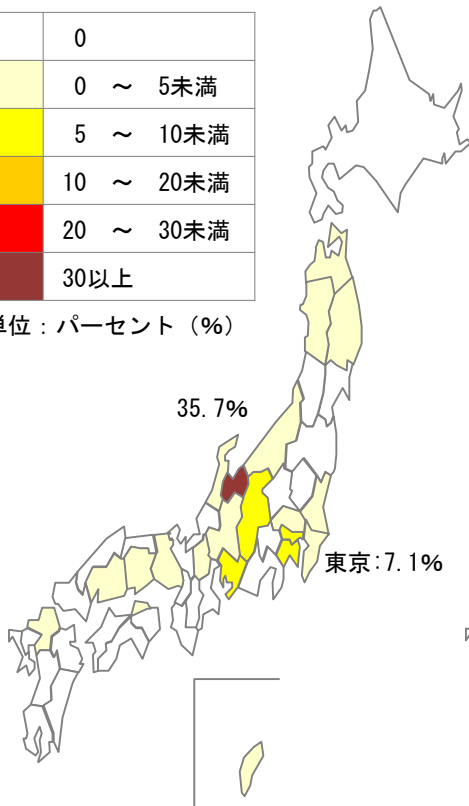 0
0 ～ 5未満
5 ～ 10未満
10 ～ 20未満
20 ～ 30未満
30以上
単位：パーセント（%）
35.7%
東京:7.1%